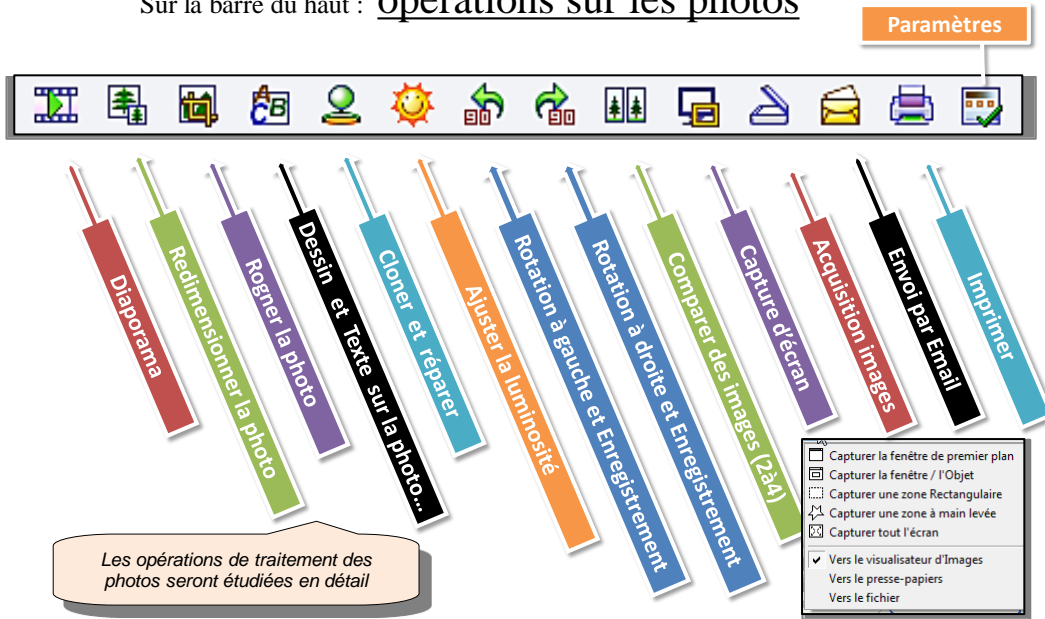 Sur la barre du haut : opérations sur les photos
Paramètres
Diaporama
Redimensionner la photo
Rogner la photo
Dessin et Texte sur la photo...
Cloner et réparer
Ajuster la luminosité
Rotation à gauche et Enregistrement
Rotation à droite et Enregistrement
Comparer des images (2à4)
Capture d'écran
Acquisition images
Envoi par Email
Imprimer
Capturer la fenêtre de premier plan
Capturer la fenêtre / l'Objet
Capturer une zone Rectangulaire
Capturer une zone à main levée
Capturer tout l'écran
Vers le visualisateur d'Images
Vers le presse-papiers
Vers le fichier
Les opérations de traitement des
photos seront étudiées en détail